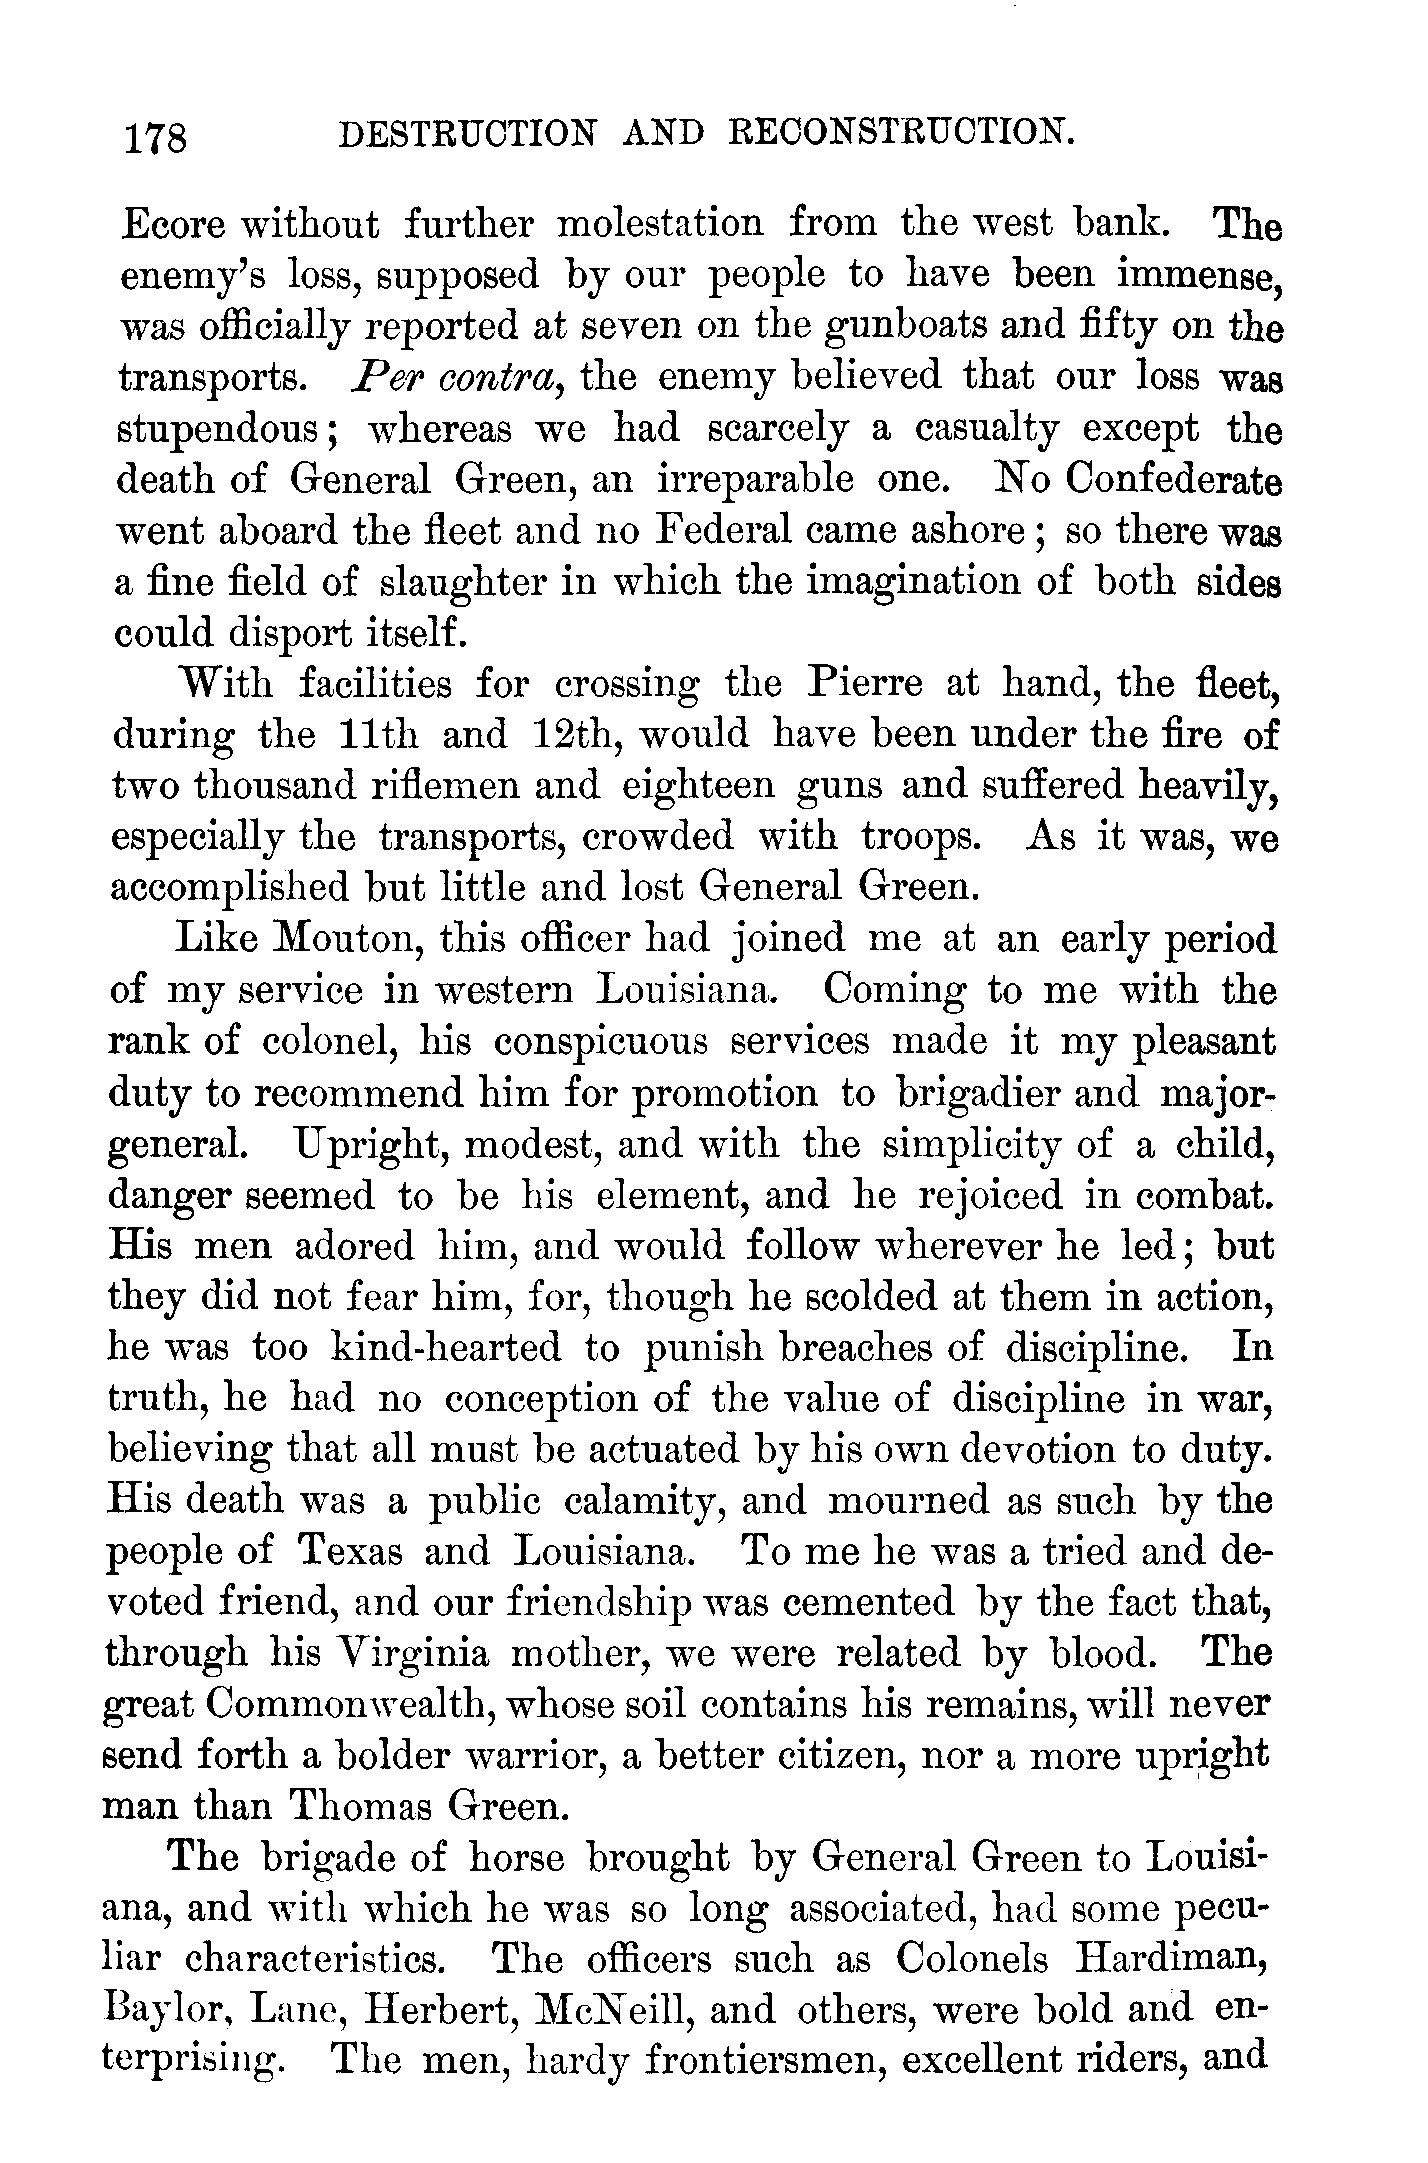 178 DESTRUCTION AND RECONSTRUCTION.
Ecore without further molestation from the west bank. The
enemy's loss, supposed by our people to have been immense,
was officially reported at seven on the gunboats and fifty on the
transports. Per contra, the enemy believed that our loss was
stupendous; whereas we had scarcely a casualty except the
death of General Green, an irreparable one. No Confederate
went aboard the fleet and no Federal came ashore; so there was
a fine field of slaughter in which the imagination of both sides
could disport itself.
With facilities for crossing the Pierre at hand, the fleet,
during the 11th and 12th, would have been under the fire of
two thousand riflemen and eighteen guns and suffered heavily,
especially the transports, crowded with troops. As it was, we
accomplished but little and lost General Green.
Like Mouton, this officer had joined me at an early period
of my service in western Louisiana. Coming to me with the
rank of colonel, his conspicuous services made it my pleasant
duty to recommend him for promotion to brigadier and major-
general. Upright, modest, and with the simplicity of a child,
danger seemed to be his element, and he rejoiced in combat.
His men adored him, and would follow wherever he led; but
they did not fear him, for, though he scolded at them in action,
he was too kind-hearted to punish breaches of discipline. In
truth, he had no conception of the value of discipline in war,
believing that all must be actuated by his own devotion to duty.
His death was a public calamity, and mourned as such by the
people of Texas and Louisiana. To me he was a tried and de-
voted friend, and our friendship was cemented by the fact that,
through his Virginia mother, we were related by blood. The
great Commonwealth, whose soil contains his remains, will never
send forth a bolder warrior, a better citizen, nor a more upright
man than Thomas Green.
The brigade of horse brought by General Green to Louisi-
ana, and with which he was so long associated, had some pecu-
liar characteristics. The officers such as Colonels Hardiman,
Baylor, Lane, Herbert, McNeill, and others, were bold and en-
terprising. The men, hardy frontiersmen, excellent riders, and